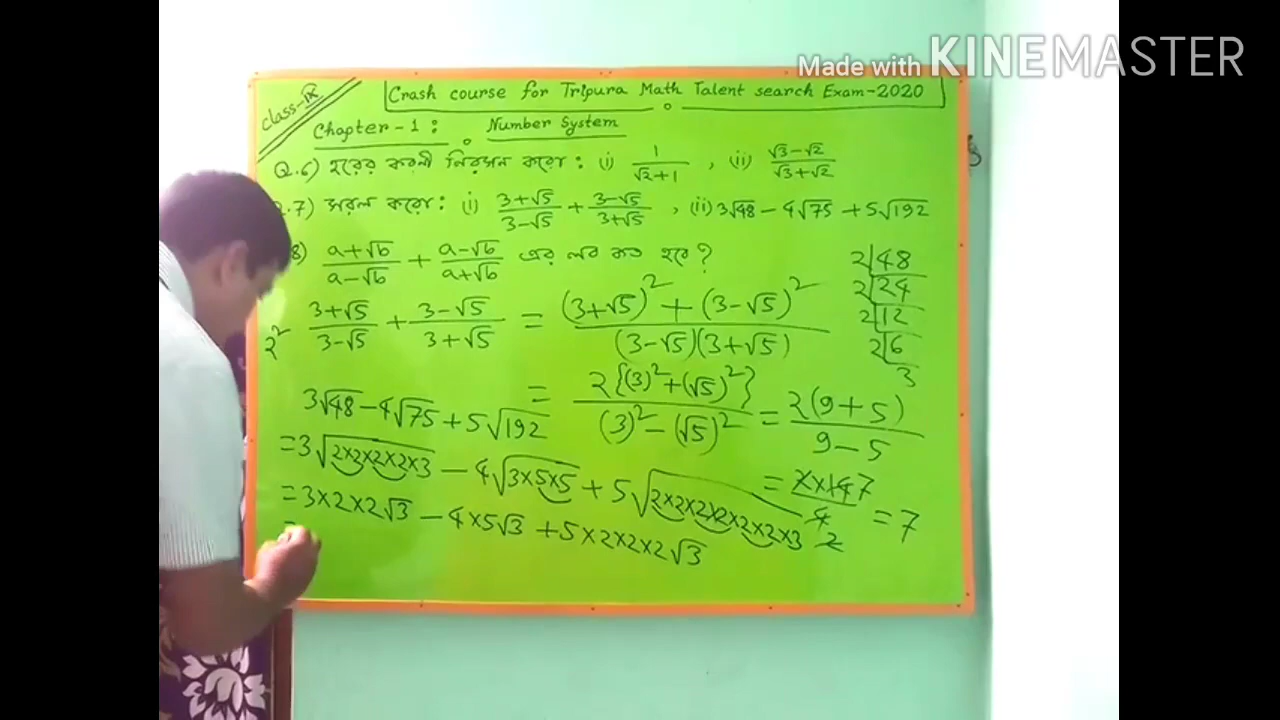 Made with KINEMASTER
Class-IX
Crash course for Tripura Math Talent search Exam-2020
Chapter-1 : Number System
Q.6) হরের করণী নিরসন করো : (i) 1/(√2+1) , (ii) (√3-√2)/(√3+√2)
.7) সরল করো : (i) (3+√5)/(3-√5) + (3-√5)/(3+√5) , (ii) 3√48 - 4√75 + 5√192
8) (a+√b)/(a-√b) + (a-√b)/(a+√b) এর লব কত হবে ?
2² (3+√5)/(3-√5) + (3-√5)/(3+√5) = ((3+√5)² + (3-√5)²)/((3-√5)(3+√5))
= 2{(3)²+(√5)²}/((3)²-(√5)²) = 2(9+5)/(9-5)
= 2×14 7/4 2 = 7
2|48
2|24
2|12
2|6
3
3√48 - 4√75 + 5√192
= 3√(2×2×2×2×3) - 4√(3×5×5) + 5√(2×2×2×2×2×2×3)
= 3×2×2√3 - 4×5√3 + 5×2×2×2√3
=